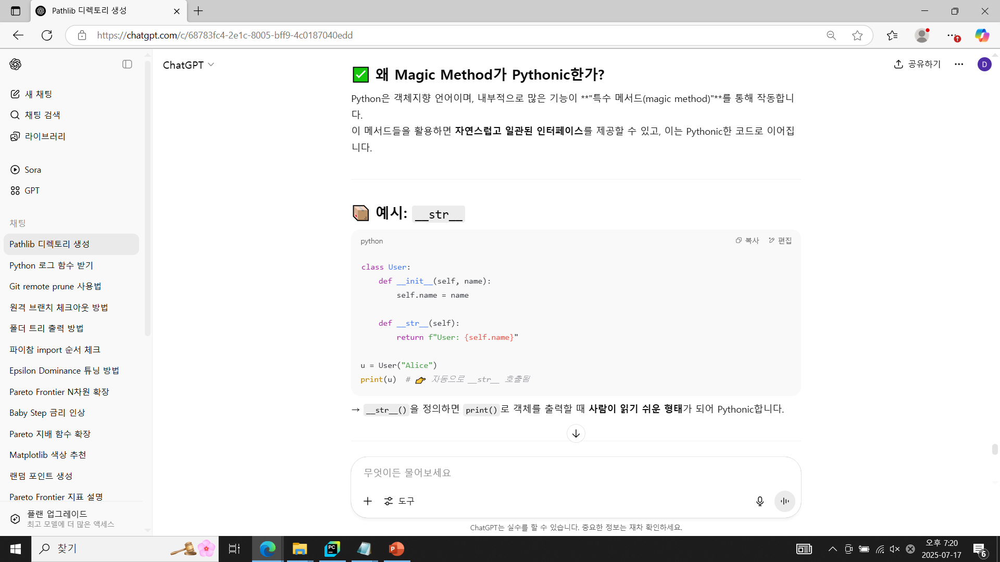 Pathlib 디렉토리 생성
https://chatgpt.com/c/68783fc4-2e1c-8005-bff9-4c0187040edd
새 채팅
채팅 검색
라이브러리
Sora
GPT
채팅
Pathlib 디렉토리 생성
Python 로그 함수 받기
Git remote prune 사용법
원격 브랜치 체크아웃 방법
폴더 트리 출력 방법
파이참 import 순서 체크
Epsilon Dominance 튜닝 방법
Pareto Frontier N차원 확장
Baby Step 금리 인상
Pareto 지배 함수 확장
Matplotlib 색상 추천
랜덤 포인트 생성
Pareto Frontier 지표 설명
플랜 업그레이드
최고 모델에 더 많은 액세스
ChatGPT
공유하기
D
✅ 왜 Magic Method가 Pythonic한가?
Python은 객체지향 언어이며, 내부적으로 많은 기능이 **"특수 메서드(magic method)"**를 통해 작동합니
다.
이 메서드들을 활용하면 자연스럽고 일관된 인터페이스를 제공할 수 있고, 이는 Pythonic한 코드로 이어집
니다.
📦 예시: __str__
python
복사
편집
class User:
    def __init__(self, name):
        self.name = name
    def __str__(self):
        return f"User: {self.name}"
u = User("Alice")
print(u)  # 👉 자동으로 __str__ 호출됨
→ __str__()을 정의하면 print()로 객체를 출력할 때 사람이 읽기 쉬운 형태가 되어 Pythonic합니다.
무엇이든 물어보세요
도구
ChatGPT는 실수를 할 수 있습니다. 중요한 정보는 재차 확인하세요.
찾기
PC
P
오후 7:20
2025-07-17
6